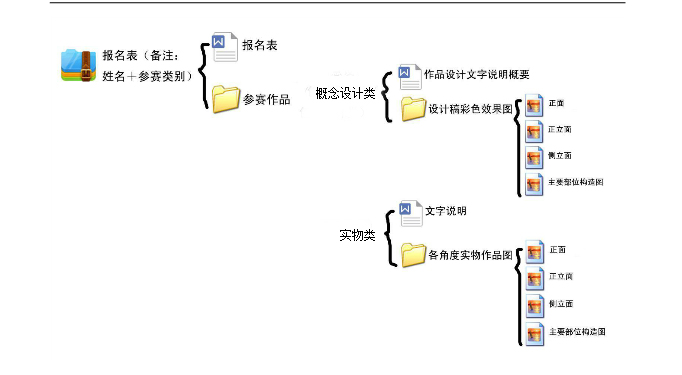 报名表（备注：
姓名＋参赛类别）
报名表
参赛作品
概念设计类
作品设计文字说明概要
设计稿彩色效果图
正面
正立面
侧立面
主要部位构造图
实物类
文字说明
各角度实物作品图
正面
正立面
侧立面
主要部位构造图